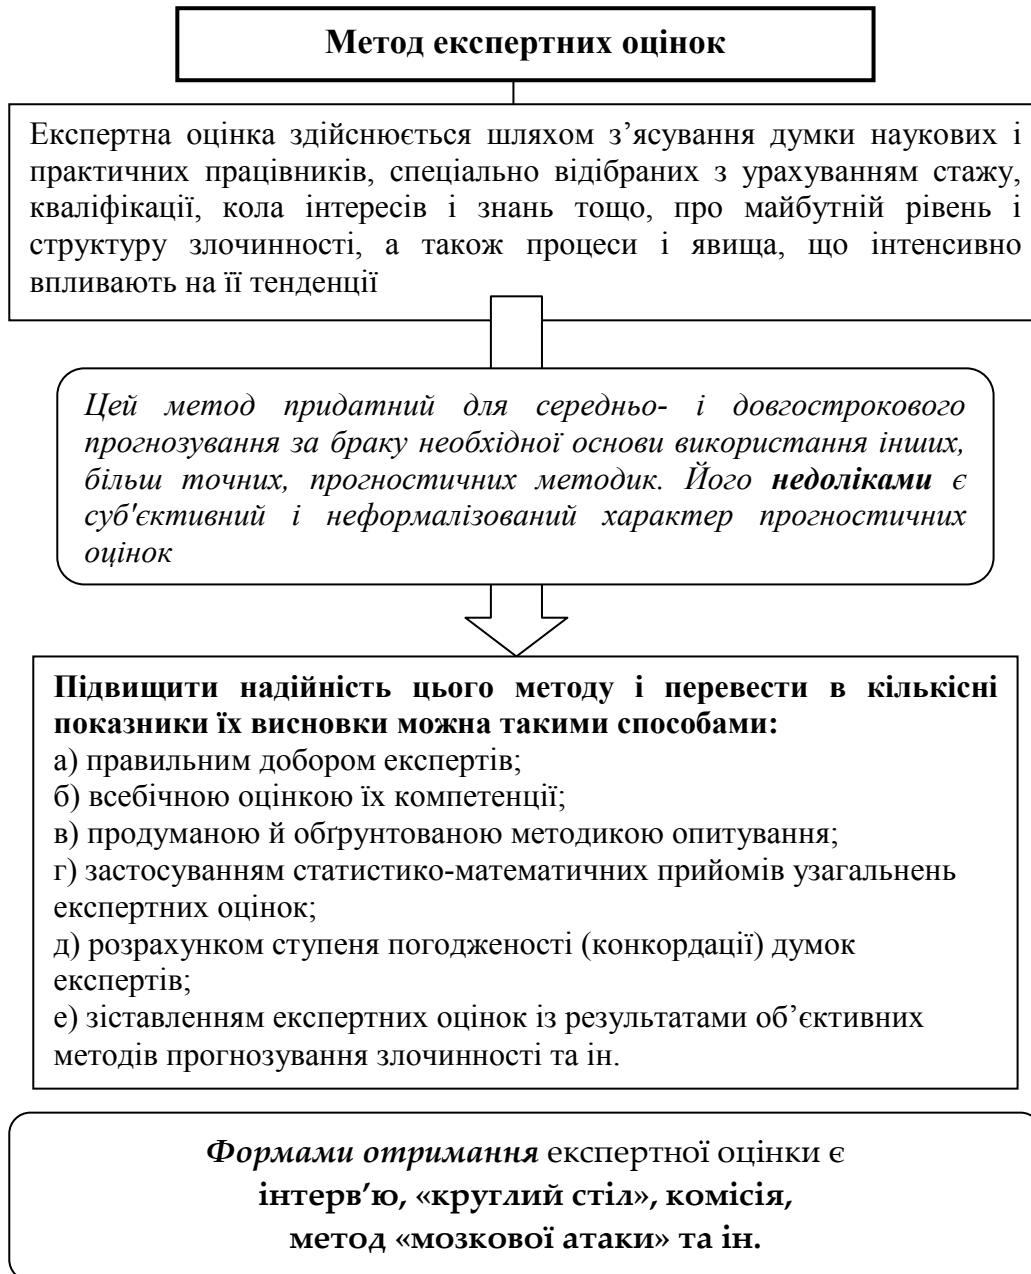 Метод експертних оцінок
Експертна оцінка здійснюється шляхом з’ясування думки наукових і
практичних працівників, спеціально відібраних з урахуванням стажу,
кваліфікації, кола інтересів і знань тощо, про майбутній рівень і
структуру злочинності, а також процеси і явища, що інтенсивно
впливають на її тенденції
Цей метод придатний для середньо- і довгострокового
прогнозування за браку необхідної основи використання інших,
більш точних, прогностичних методик. Його недоліками є
суб'єктивний і неформалізований характер прогностичних
оцінок
Підвищити надійність цього методу і перевести в кількісні
показники їх висновки можна такими способами:
а) правильним добором експертів;
б) всебічною оцінкою їх компетенції;
в) продуманою й обґрунтованою методикою опитування;
г) застосуванням статистико-математичних прийомів узагальнень
експертних оцінок;
д) розрахунком ступеня погодженості (конкордації) думок
експертів;
е) зіставленням експертних оцінок із результатами об’єктивних
методів прогнозування злочинності та ін.
Формами отримання експертної оцінки є
інтерв’ю, «круглий стіл», комісія,
метод «мозкової атаки» та ін.